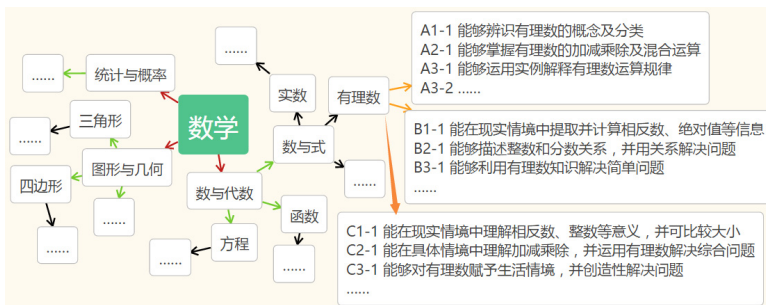 A1-1 能够辨识有理数的概念及分类
A2-1 能够掌握有理数的加减乘除及混合运算
A3-1 能够运用实例解释有理数运算规律
A3-2 ......
......
统计与概率
......
实数
有理数
三角形
数学
......
数与式
B1-1 能在现实情境中提取并计算相反数、绝对值等信息
B2-1 能够描述整数和分数关系，并用关系解决问题
B3-1 能够利用有理数知识解决简单问题
......
四边形
图形与几何
数与代数
......
......
函数
......
方程
......
......
C1-1 能在现实情境中理解相反数、整数等意义，并可比较大小
C2-1 能在具体情境中理解加减乘除，并运用有理数解决综合问题
C3-1 能够对有理数赋予生活情境，并创造性解决问题
......